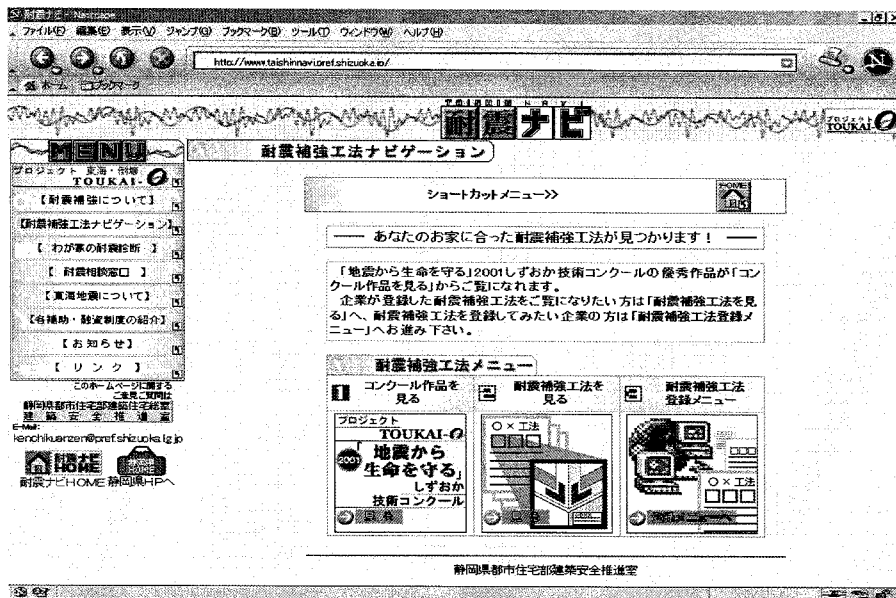 耐震ナビ - Netscape
ファイル(F) 編集(E) 表示(V) ジャンプ(G) ブックマーク(B) ツール(T) ウィンドウ(W) ヘルプ(H)
http://www.taishinnavi.pref.shizuoka.jp/
ホーム ブックマーク
TAISHIN NAVI
耐震ナビ
プロジェクト
TOUKAI-0
MENU
プロジェクト 東海・倒壊
TOUKAI-0
【耐震補強について】
【耐震補強工法ナビゲーション】
【 わが家の耐震診断 】
【 耐震相談窓口 】
【東海地震について】
【各補助・融資制度の紹介】
【お知らせ】
【 リ ン ク 】
このホームページに関する
ご意見ご質問は
静岡県都市住宅部建築住宅総室
建築安全推進室
E-Mail:
kenchikuanzen@pref.shizuoka.lg.jp
耐震ナビ
HOME
耐震ナビHOME 静岡県HPへ
耐震補強工法ナビゲーション
ショートカットメニュー>>
HOME
あなたのお家に合った耐震補強工法が見つかります！
「地震から生命を守る」2001しずおか技術コンクールの優秀作品が「コン
クール作品を見る」からご覧になれます。
企業が登録した耐震補強工法をご覧になりたい方は「耐震補強工法を見
る」へ、耐震補強工法を登録してみたい企業の方は「耐震補強工法登録メ
ニュー」へお進み下さい。
耐震補強工法メニュー
コンクール作品を
見る
耐震補強工法を
見る
耐震補強工法
登録メニュー
プロジェクト
TOUKAI-0
2001
「地震から
生命を守る」
しずおか
技術コンクール
○×工法
○×工法
静岡県都市住宅部建築安全推進室